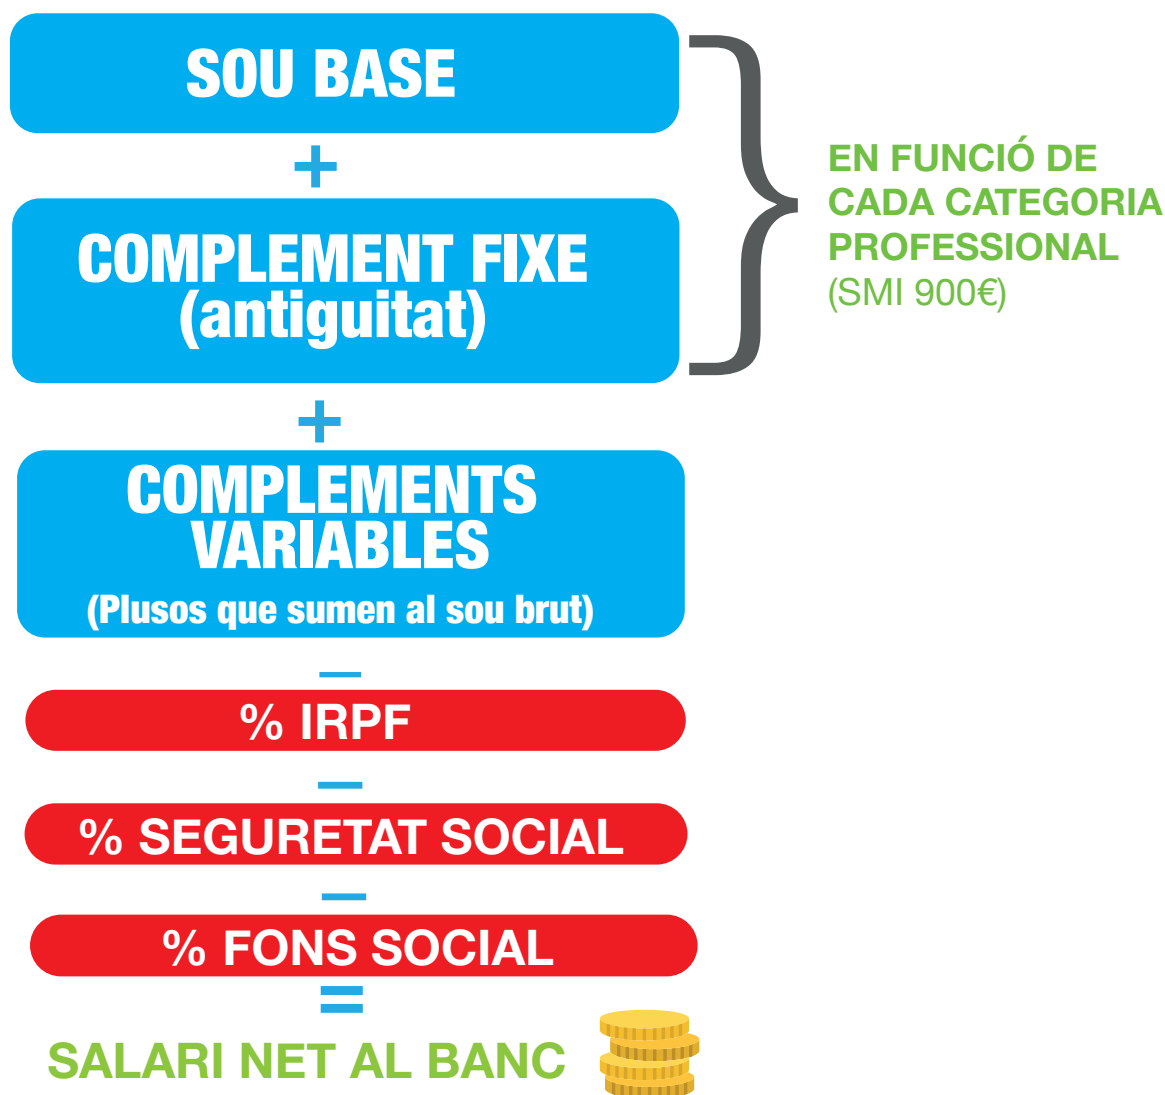 SOU BASE
+
COMPLEMENT FIXE
(antiguitat)
EN FUNCIÓ DE
CADA CATEGORIA
PROFESSIONAL
(SMI 900€)
+
COMPLEMENTS
VARIABLES
(Plusos que sumen al sou brut)
–
% IRPF
–
% SEGURETAT SOCIAL
–
% FONS SOCIAL
=
SALARI NET AL BANC